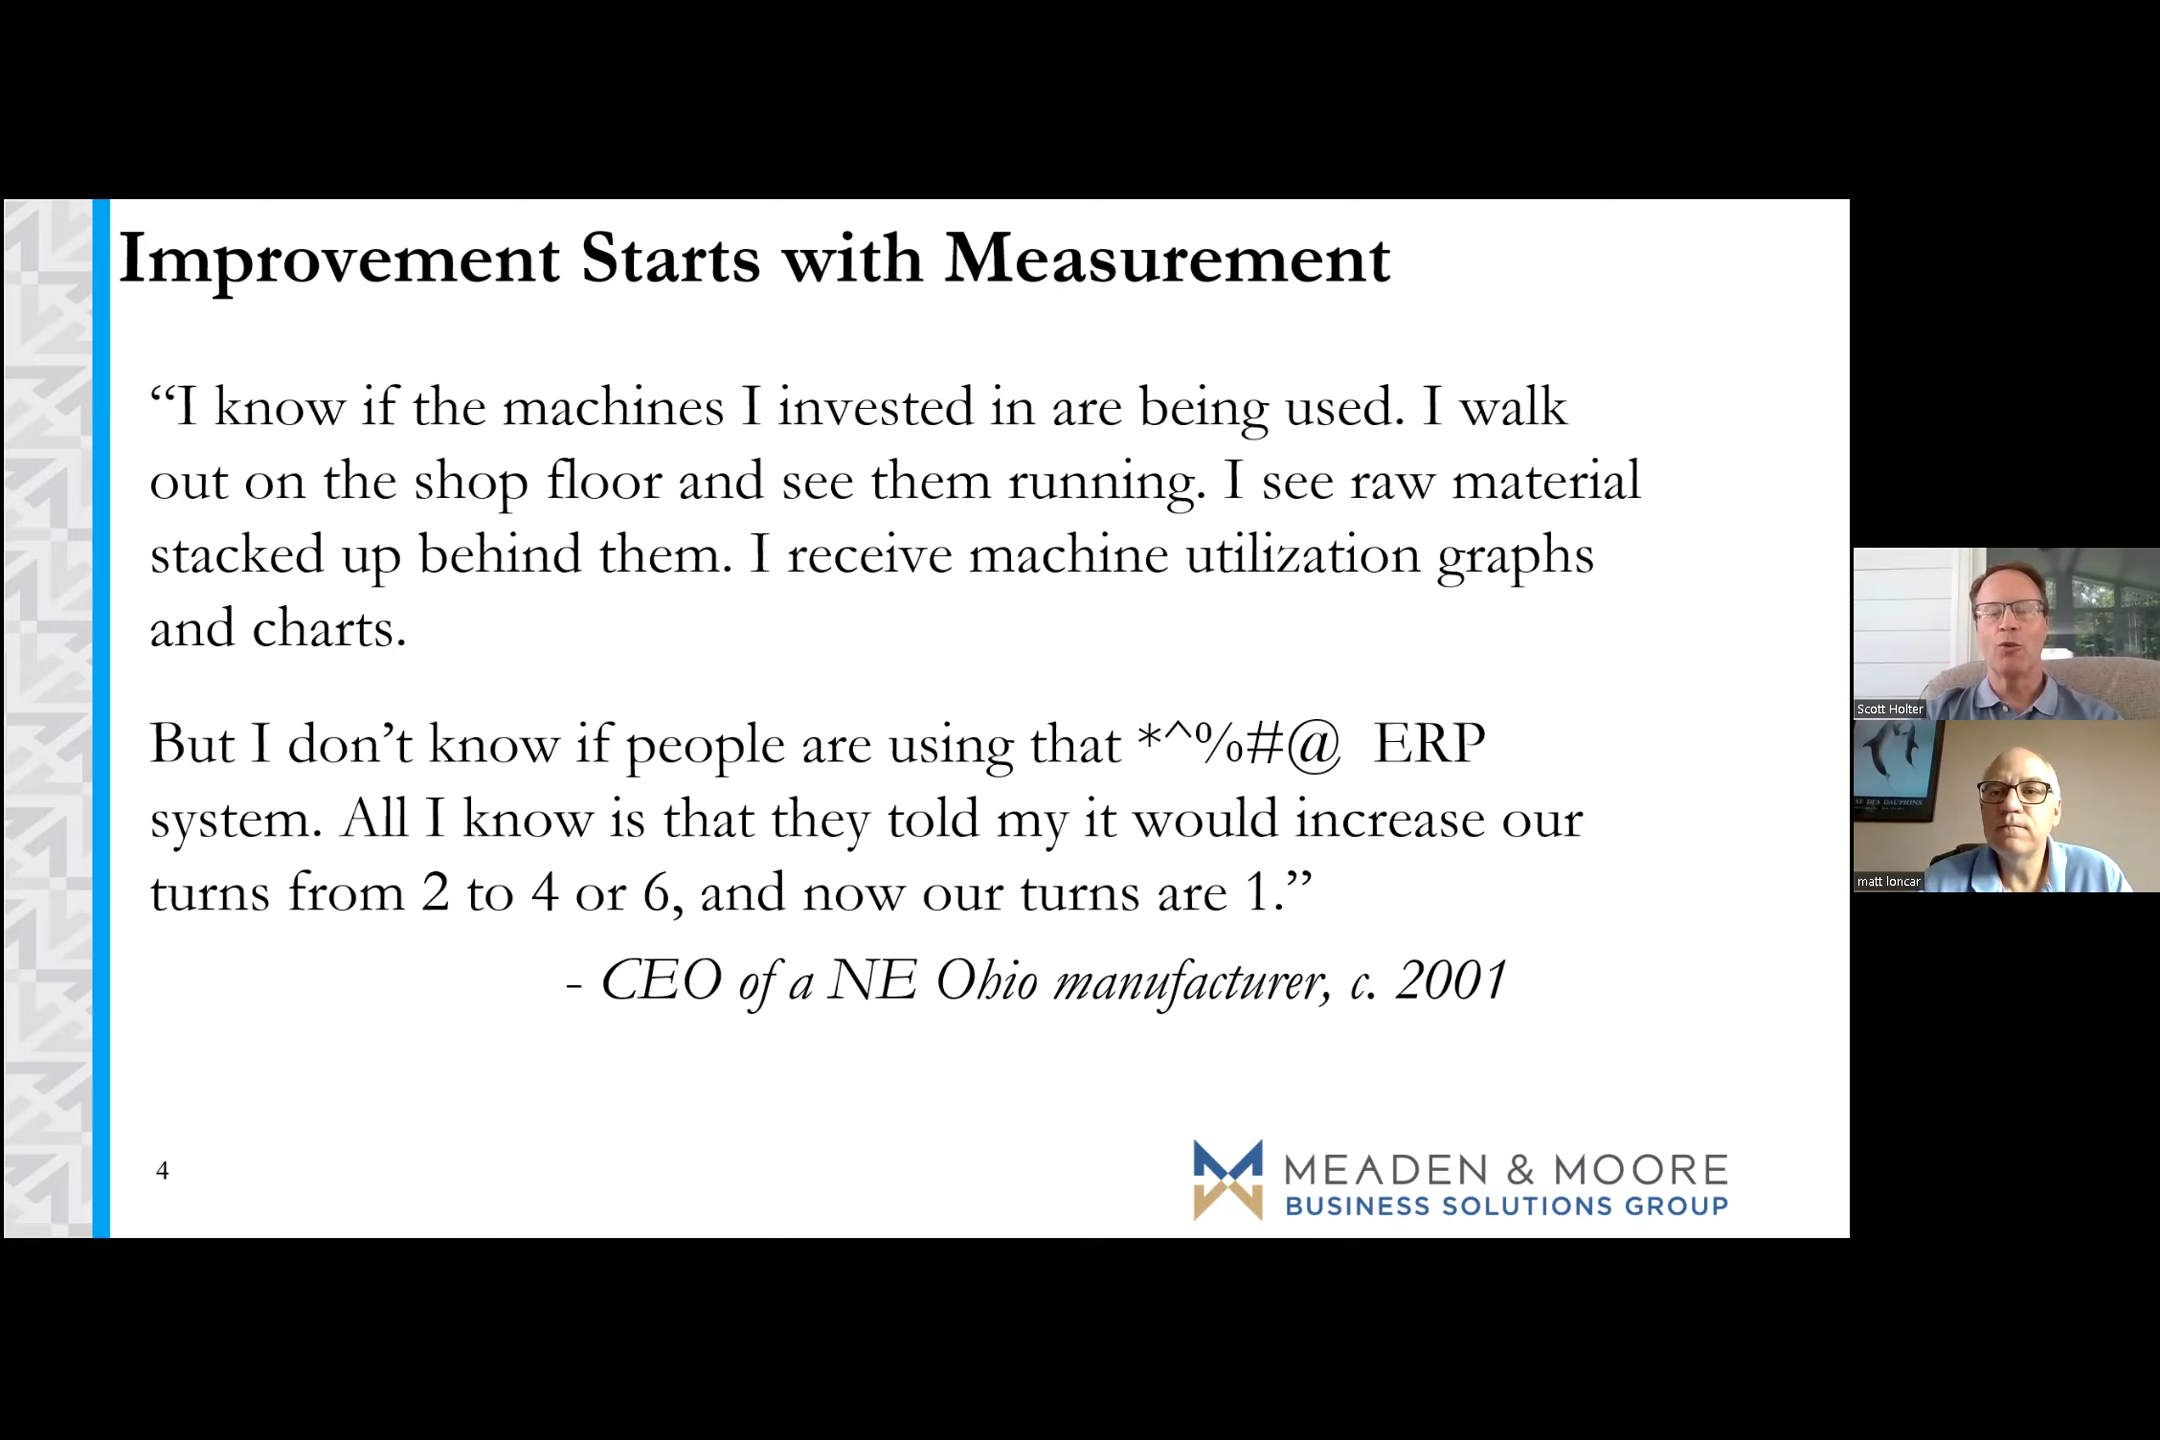 Improvement Starts with Measurement
“I know if the machines I invested in are being used. I walk
out on the shop floor and see them running. I see raw material
stacked up behind them. I receive machine utilization graphs
and charts.
But I don’t know if people are using that *^%#@ ERP
system. All I know is that they told my it would increase our
turns from 2 to 4 or 6, and now our turns are 1.”
- CEO of a NE Ohio manufacturer, c. 2001
4
MEADEN & MOORE
BUSINESS SOLUTIONS GROUP
Scott Holter
DES DAUPHINS
matt loncar